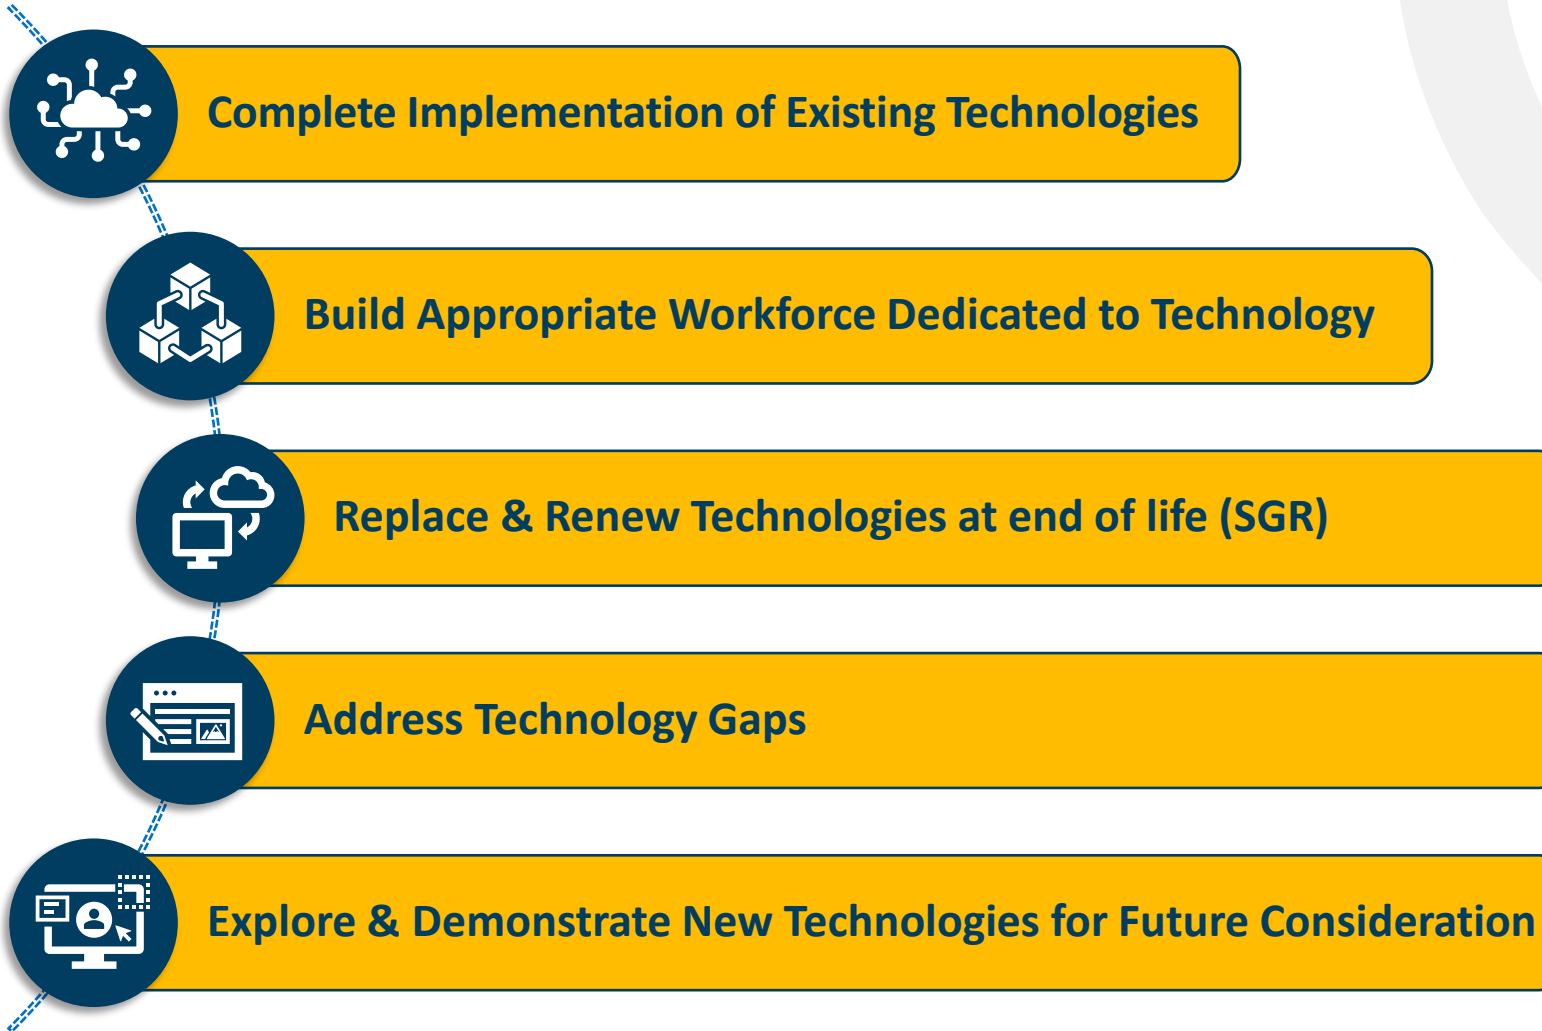 Complete Implementation of Existing Technologies
Build Appropriate Workforce Dedicated to Technology
Replace & Renew Technologies at end of life (SGR)
Address Technology Gaps
Explore & Demonstrate New Technologies for Future Consideration